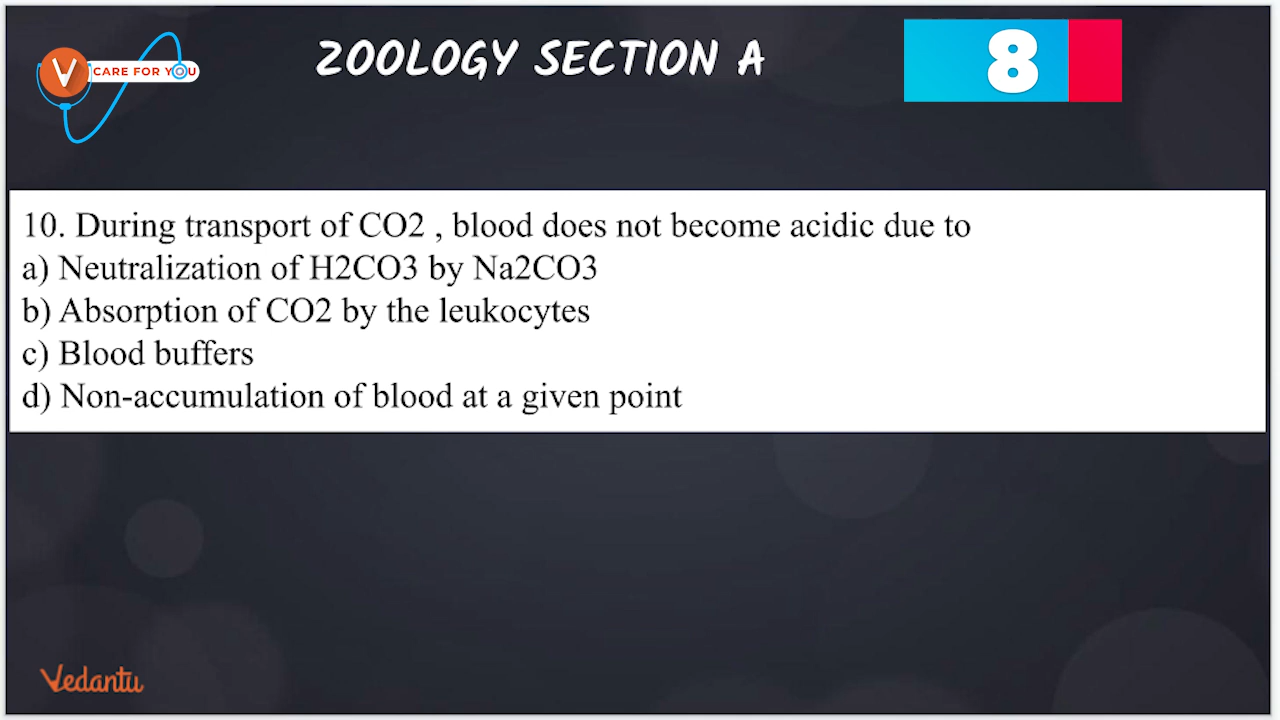 ZOOLOGY SECTION A
8
V CARE FOR YOU
10. During transport of CO2 , blood does not become acidic due to
a) Neutralization of H2CO3 by Na2CO3
b) Absorption of CO2 by the leukocytes
c) Blood buffers
d) Non-accumulation of blood at a given point
Vedantu